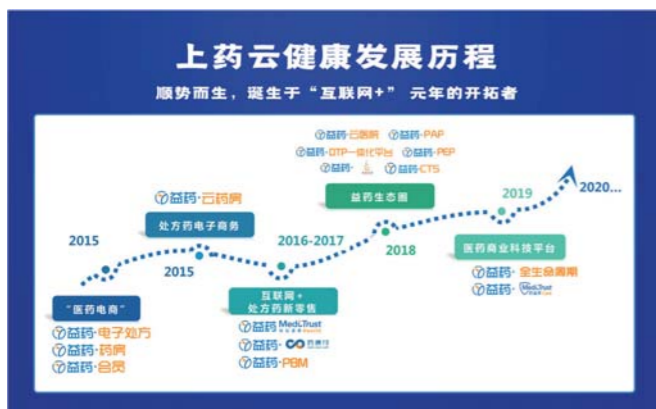 上药云健康发展历程
顺势而生，诞生于“互联网+” 元年的开拓者
益药·云医院 益药·PAP
益药·DTP一体化平台 益药·PEP
益药· 益药·CTS
益药·云药房
益药生态圈
2019
2020...
处方药电子商务
2015
2016-2017
2015
2018
医药商业科技平台
“医药电商”
互联网+
处方药新零售
益药·全生命周期
益药· MediTrust
益药·电子处方
益药·药房
益药·会员
益药 MediTrust
益药·
益药·PBM